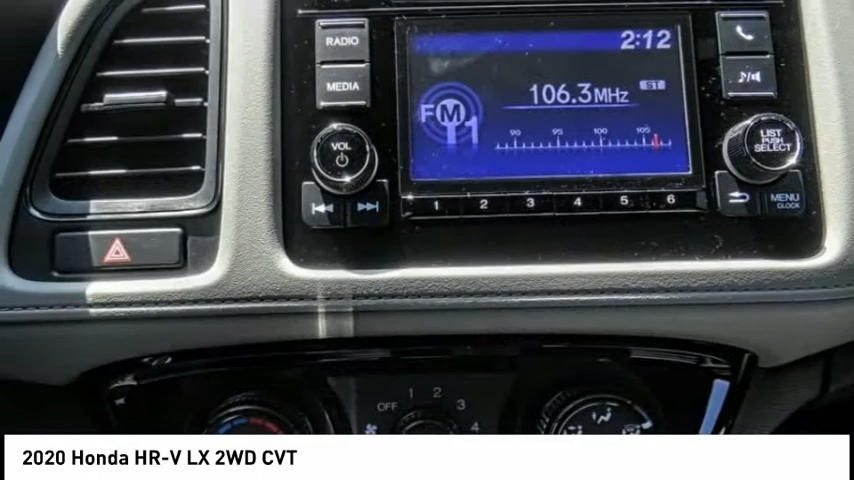 RADIO
2:12
MEDIA
106.3MHz
ST
FM1
90 95 100 105
VOL
LIST
PUSH
SELECT
1 2 3 4 5 6
MENU
CLOCK
OFF 1 2 3 4
2020 Honda HR-V LX 2WD CVT